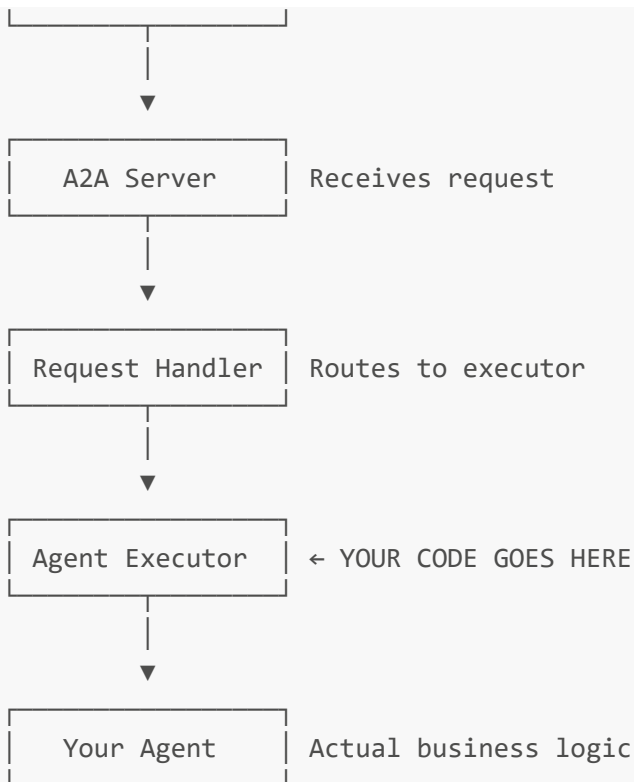 A2A Server Receives request
Request Handler Routes to executor
Agent Executor ← YOUR CODE GOES HERE
Your Agent Actual business logic